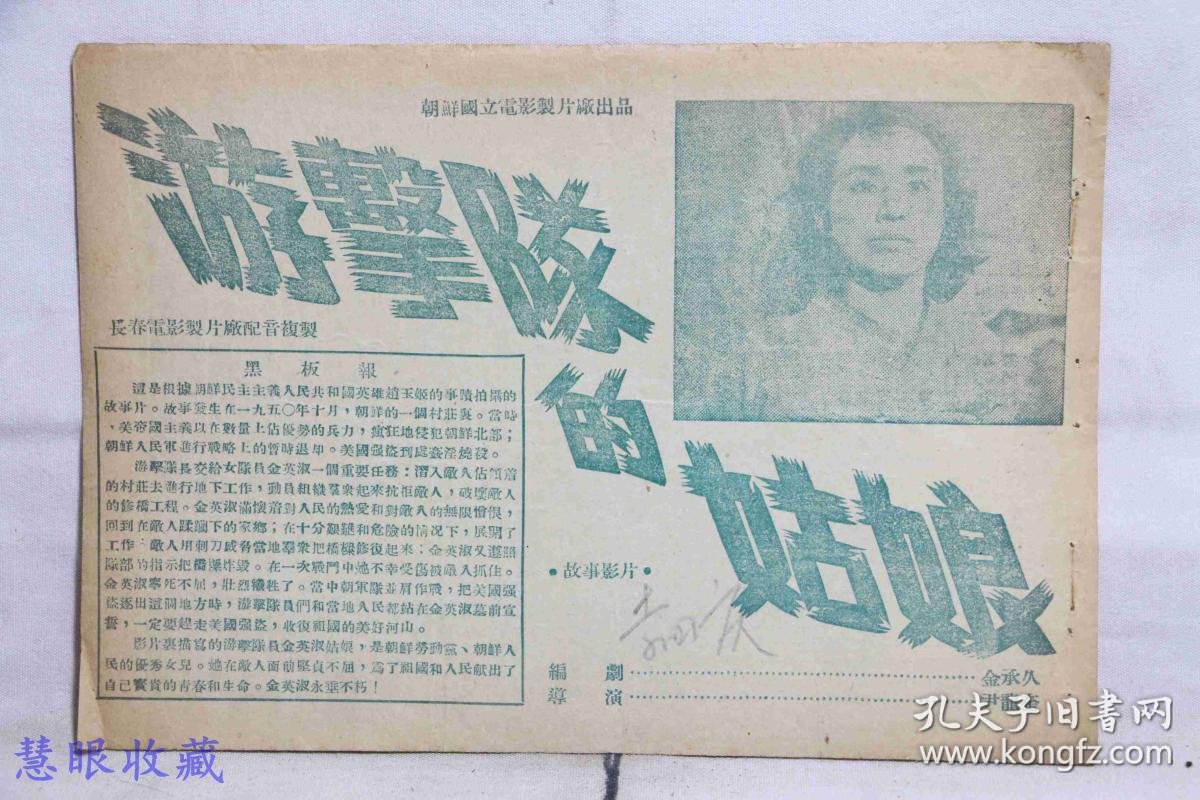 朝鮮國立電影製片廠出品
游擊隊
的
姑娘
長春電影製片廠配音複製
黑板報
這是根據朝鮮民主主義人民共和國英雄趙玉姬的事蹟拍攝的
故事片。故事發生在一九五〇年十月，朝鮮的一個村莊裏。當時
，美帝國主義以在數量上佔優勢的兵力，瘋狂地侵犯朝鮮北部；
朝鮮人民軍進行戰略上的暫時退却。美國强盜到處姦淫燒殺。
游擊隊長交給女隊員金英淑一個重要任務：潛入敵人佔領着
的村莊去進行地下工作，動員組織羣衆起來抗拒敵人，破壞敵人
的修橋工程。金英淑滿懷着對人民的熱愛和對敵人的無限憎恨，
回到在敵人蹂躪下的家鄉；在十分艱難和危險的情况下，展開了
工作。敵人用刺刀威脅當地羣衆把橋樑修復起來；金英淑又遵照
隊部的指示把橋樑炸毀。在一次戰鬥中她不幸受傷被敵人抓住。
金英淑寧死不屈，壯烈犧牲了。當中朝軍隊並肩作戰，把美國强
盜逐出這個地方時，游擊隊員們和當地人民都站在金英淑墓前宣
誓，一定要趕走美國强盜，收復祖國的美好河山。
影片裏描寫的游擊隊員金英淑姑娘，是朝鮮勞動黨、朝鮮人
民的優秀女兒。她在敵人面前堅貞不屈，爲了祖國和人民献出了
自己寶貴的青春和生命。金英淑永垂不朽！
·故事影片·
編劇……金承久
導演……尹龍奎
孔夫子旧書网
www.kongfz.com
慧眼收藏